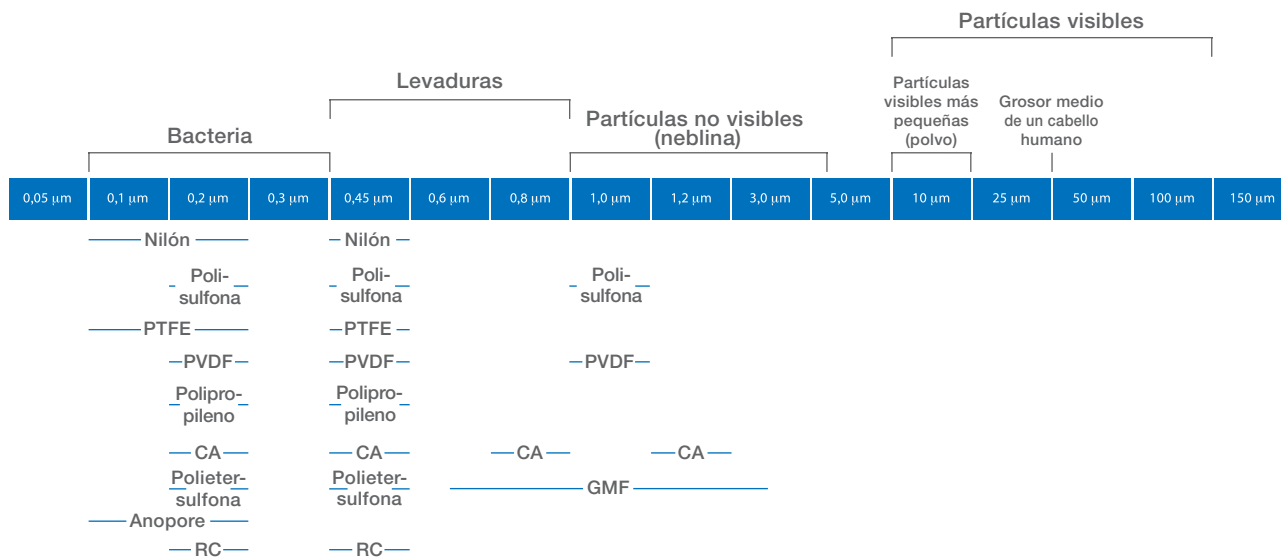 Partículas visibles
Levaduras
Partículas
visibles más
pequeñas
(polvo)
Grosor medio
de un cabello
humano
Partículas no visibles
(neblina)
Bacteria
0,05 μm 0,1 μm 0,2 μm 0,3 μm 0,45 μm 0,6 μm 0,8 μm 1,0 μm 1,2 μm 3,0 μm 5,0 μm 10 μm 25 μm 50 μm 100 μm 150 μm
Nilón Nilón
Poli- Poli- Poli-
sulfona sulfona sulfona
PTFE PTFE
PVDF PVDF PVDF
Polipro- Polipro-
pileno pileno
CA CA CA CA
Polieter- Polieter-
sulfona sulfona
GMF
Anopore
RC RC